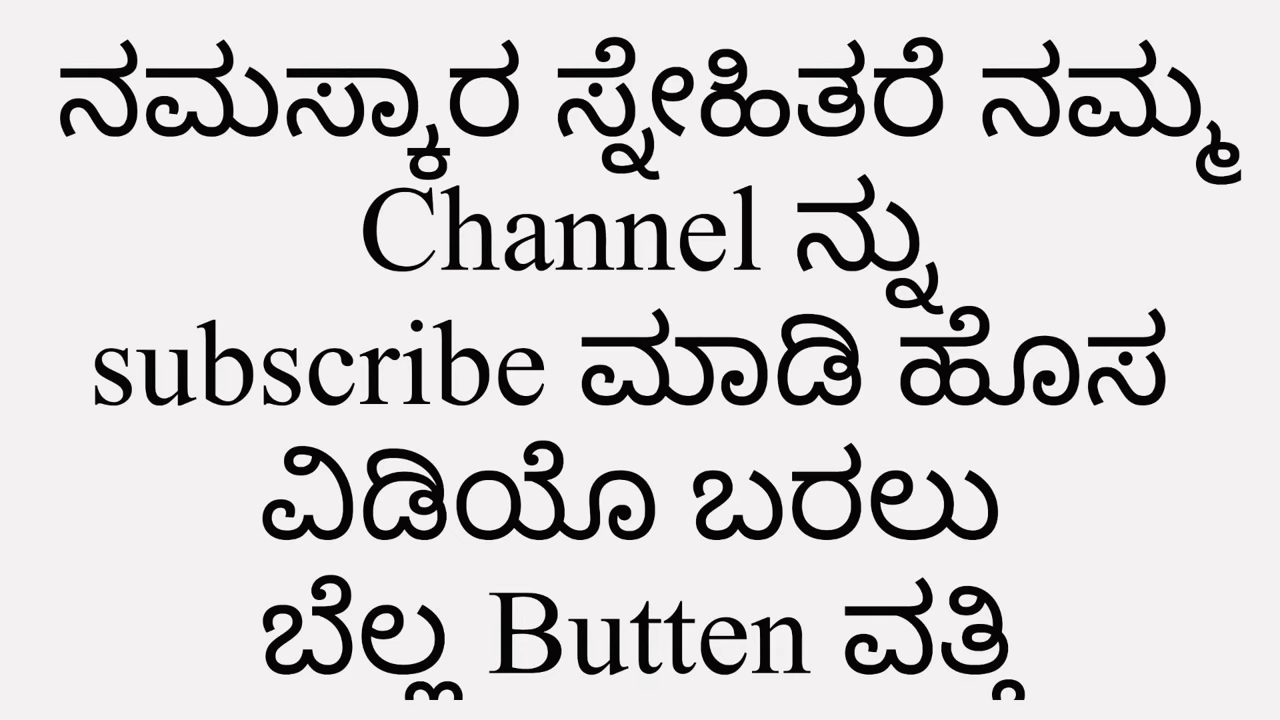 ನಮಸ್ಕಾರ ಸ್ನೇಹಿತರೆ ನಮ್ಮ
Channel ನ್ನು
subscribe ಮಾಡಿ ಹೊಸ
ವಿಡಿಯೊ ಬರಲು
ಬೆಲ್ಲ Butten ವತ್ತಿ